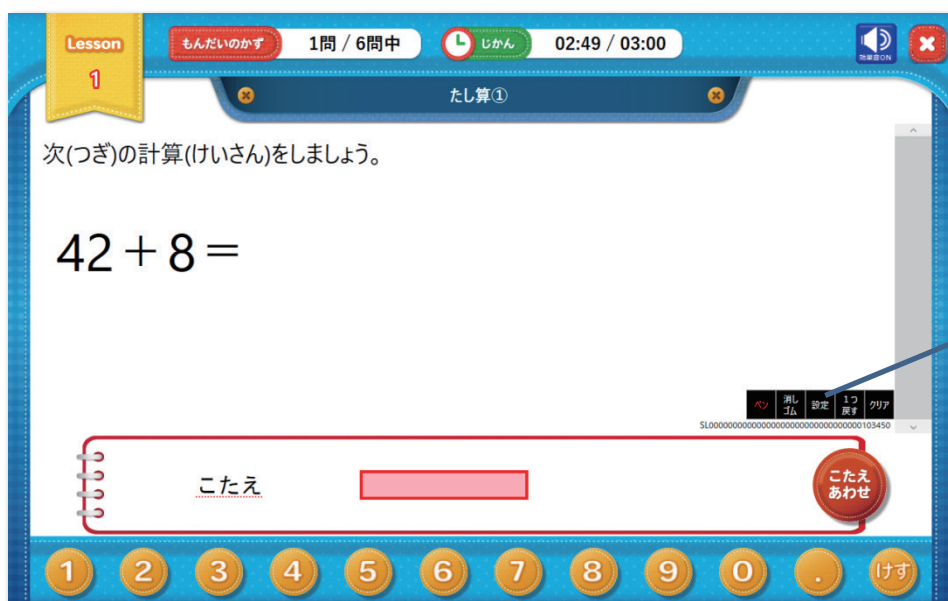 Lesson
1
もんだいのかず 1問 / 6問中 じかん 02:49 / 03:00 効果音ON
たし算①
次(つぎ)の計算(けいさん)をしましょう。
42＋8＝
ペン 消しゴム 設定 1つ戻す クリア
こたえ
こたえ
あわせ
1 2 3 4 5 6 7 8 9 0 . けす